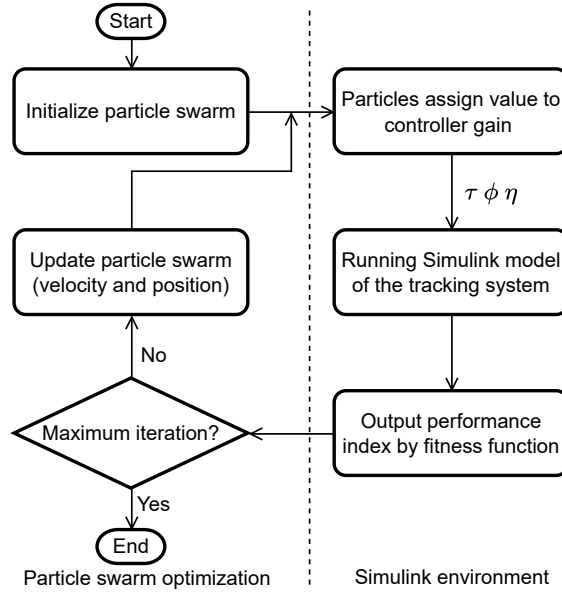 Start
Initialize particle swarm
Particles assign value to
controller gain
τ ϕ η
Update particle swarm
(velocity and position)
Running Simulink model
of the tracking system
No
Maximum iteration?
Output performance
index by fitness function
Yes
End
Particle swarm optimization
Simulink environment